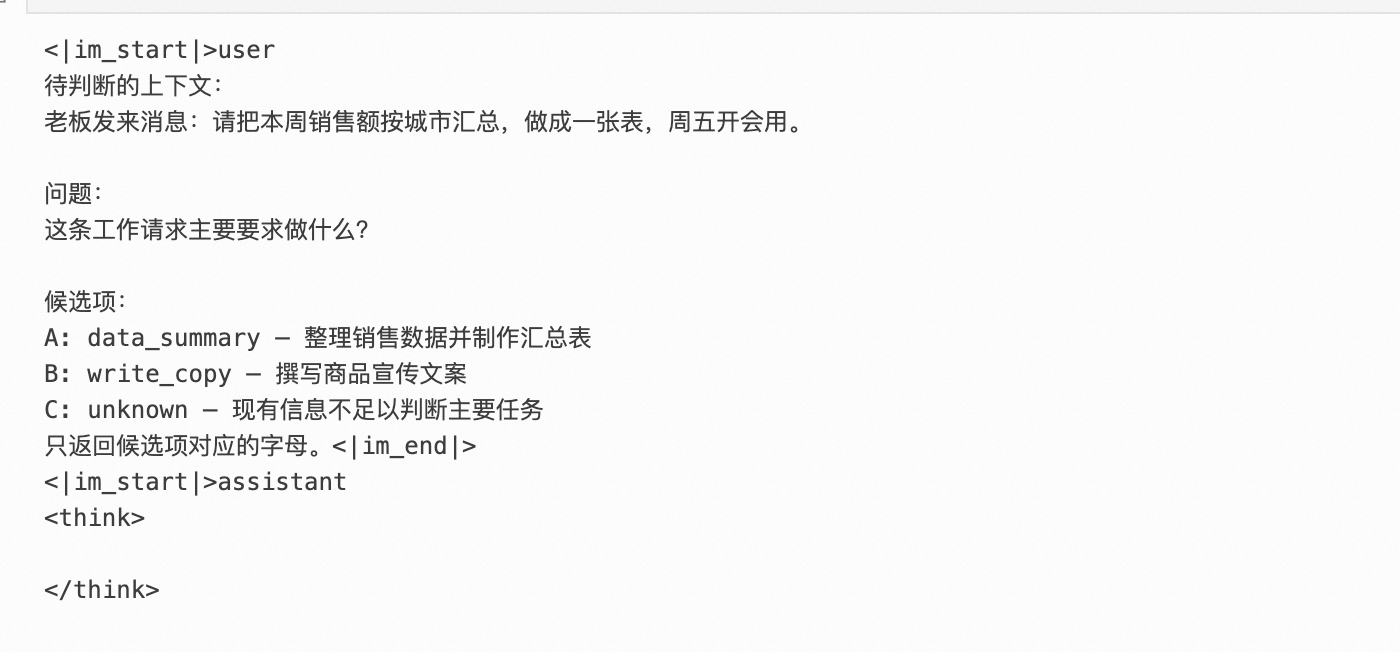 <|im_start|>user
待判断的上下文：
老板发来消息：请把本周销售额按城市汇总，做成一张表，周五开会用。
问题：
这条工作请求主要要求做什么？
候选项：
A: data_summary — 整理销售数据并制作汇总表
B: write_copy — 撰写商品宣传文案
C: unknown — 现有信息不足以判断主要任务
只返回候选项对应的字母。<|im_end|>
<|im_start|>assistant
<think>
</think>